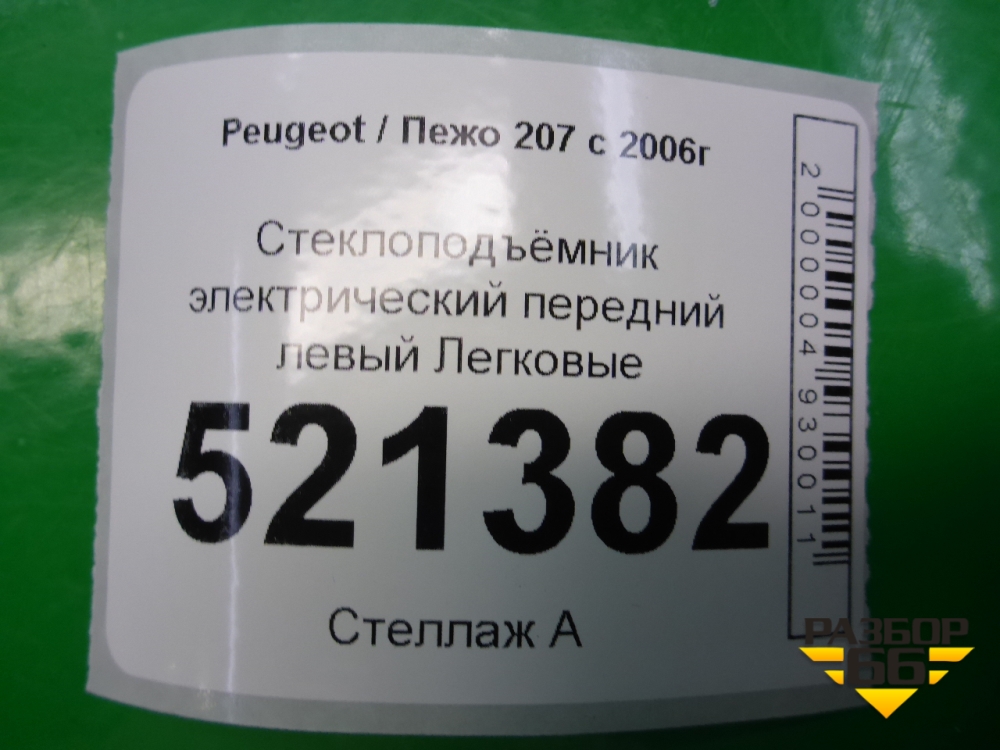 Peugeot / Пежо 207 с 2006г
Стеклоподъёмник
электрический передний
левый Легковые
521382
Стеллаж А
2000004930011
РАЗБОР
66